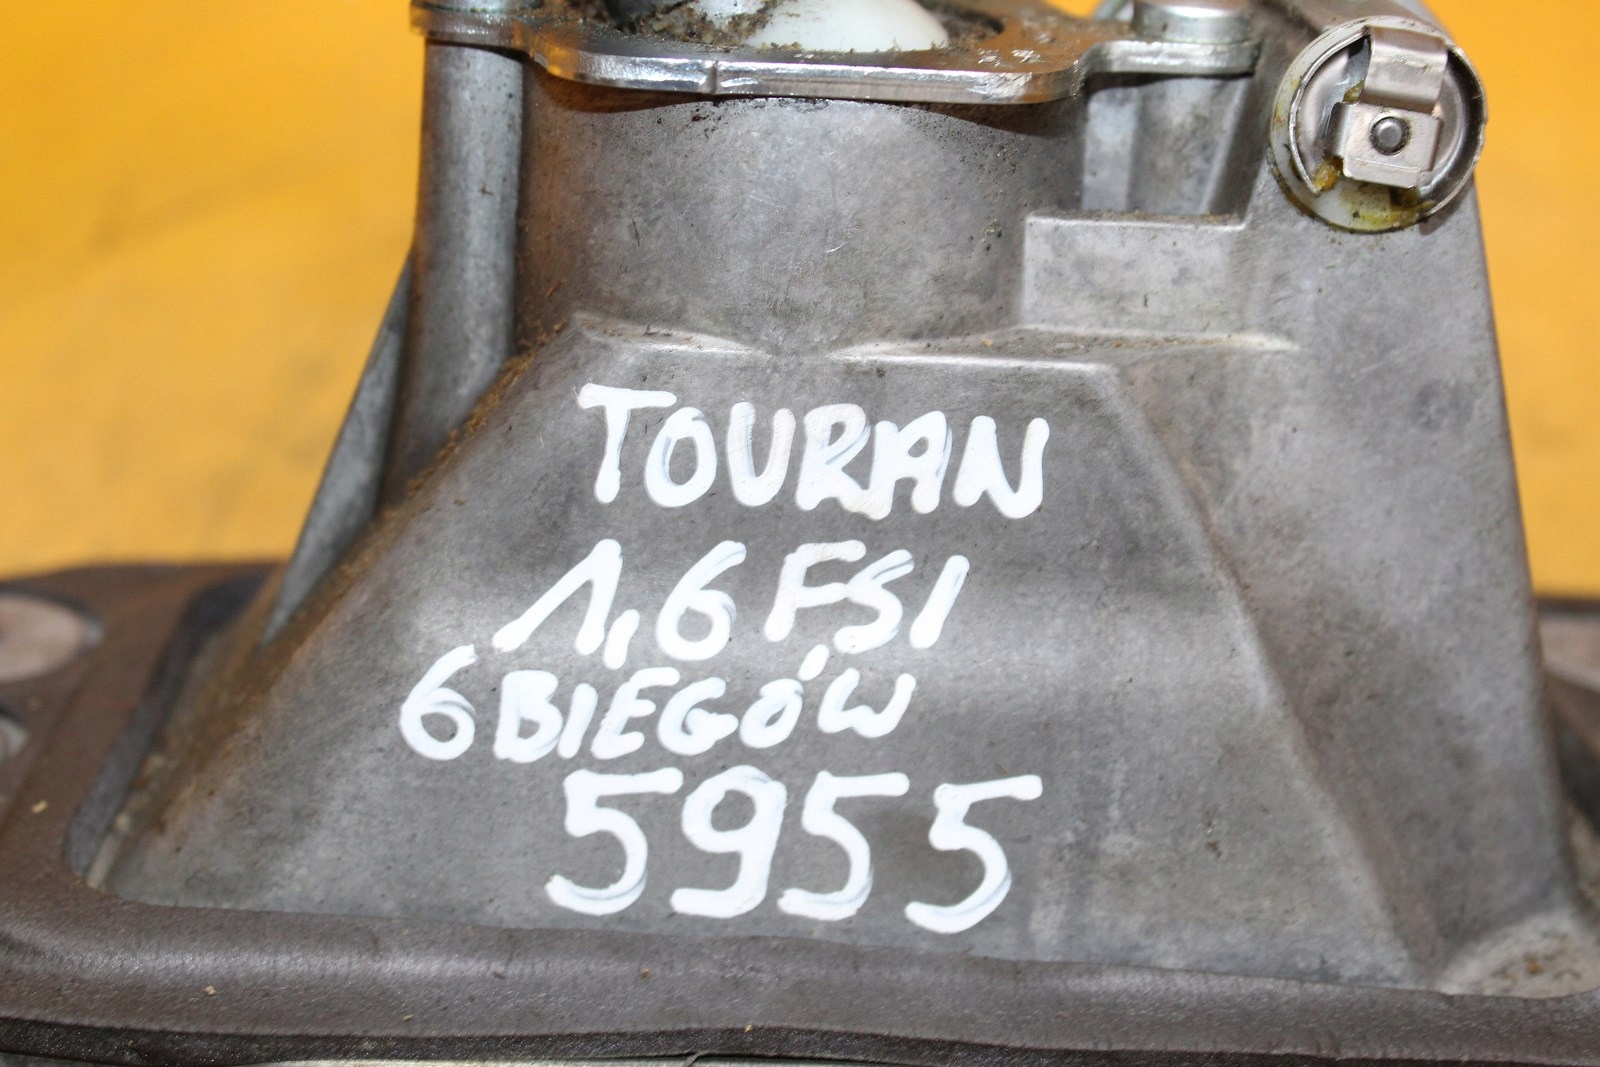 TOURAN
1,6 FSI
6 BIEGÓW
5955